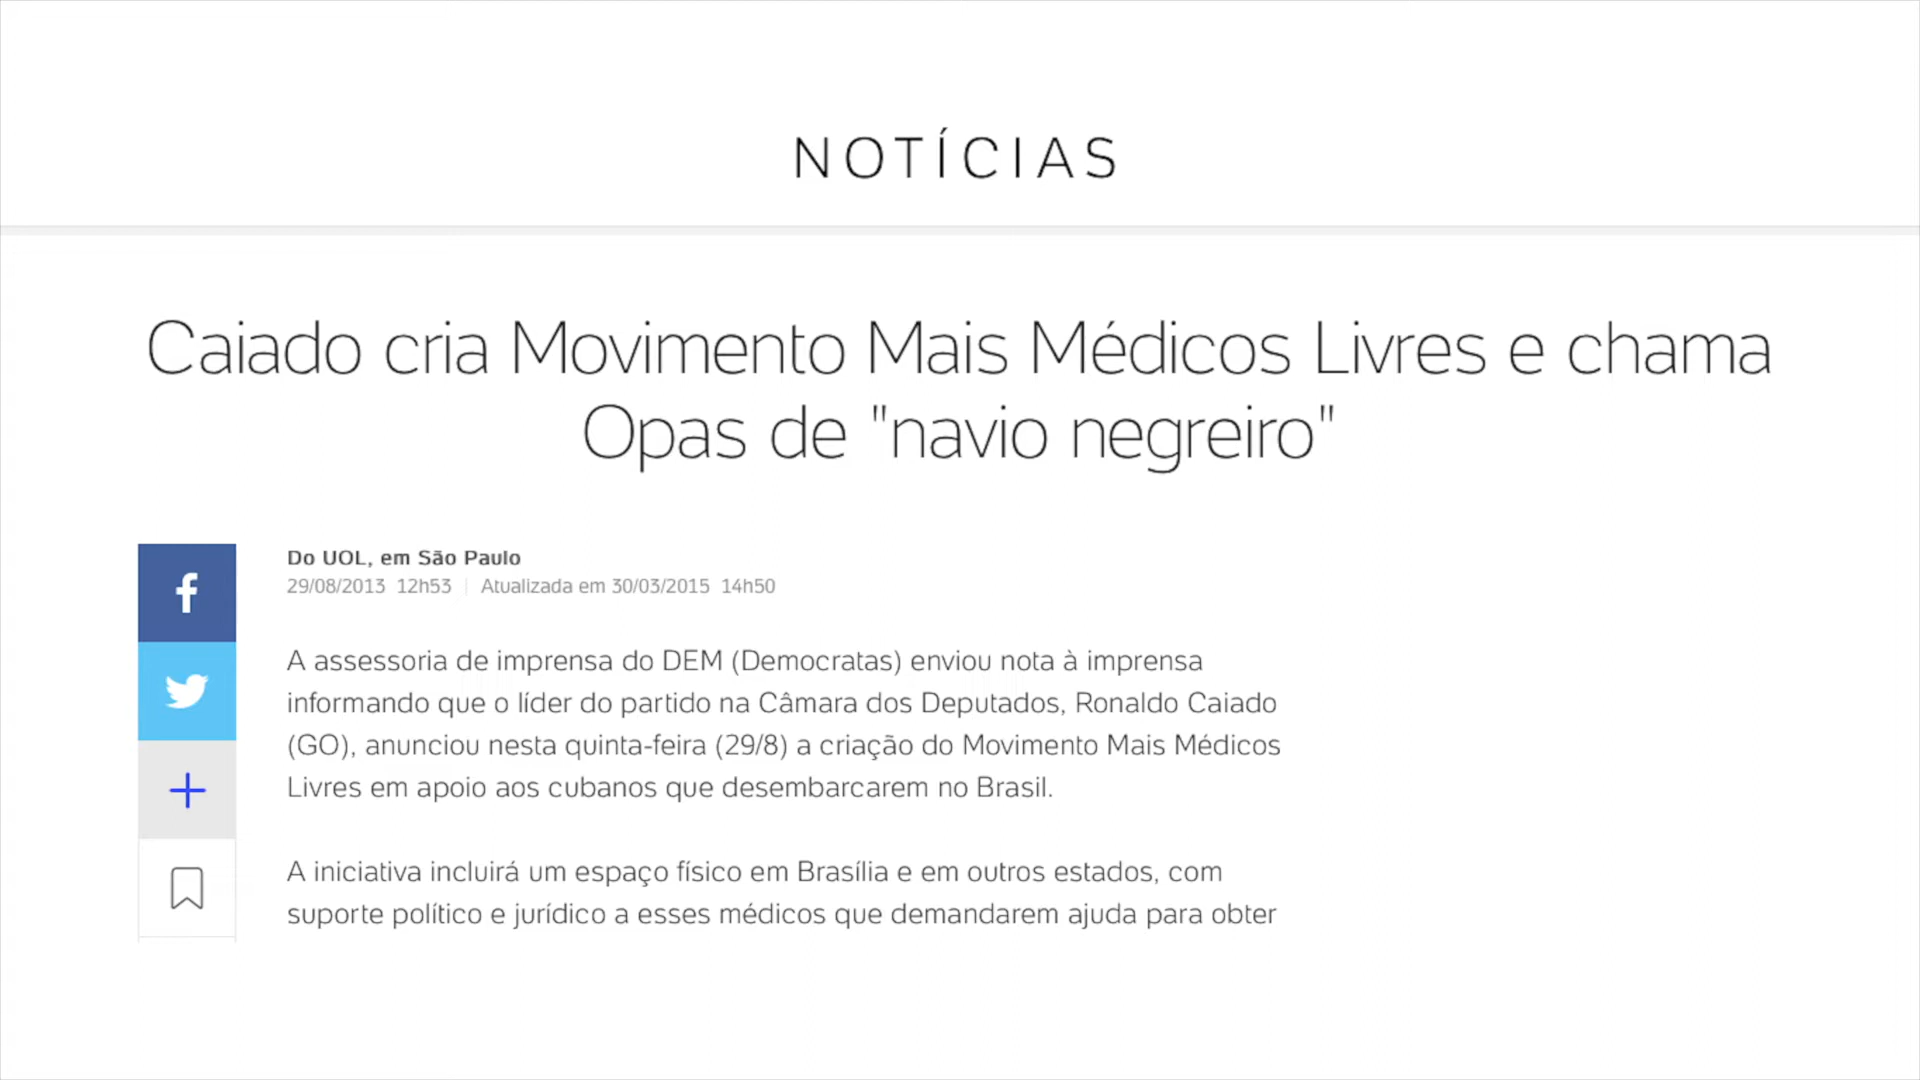 NOTÍCIAS
Caiado cria Movimento Mais Médicos Livres e chama
Opas de "navio negreiro"
Do UOL, em São Paulo
29/08/2013 12h53 | Atualizada em 30/03/2015 14h50
A assessoria de imprensa do DEM (Democratas) enviou nota à imprensa
informando que o líder do partido na Câmara dos Deputados, Ronaldo Caiado
(GO), anunciou nesta quinta-feira (29/8) a criação do Movimento Mais Médicos
Livres em apoio aos cubanos que desembarcarem no Brasil.
A iniciativa incluirá um espaço físico em Brasília e em outros estados, com
suporte político e jurídico a esses médicos que demandarem ajuda para obter